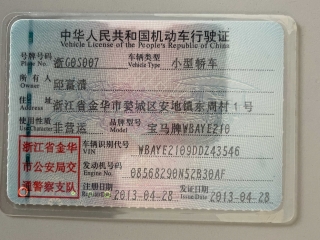 中华人民共和国机动车行驶证
Vehicle License of the People's Republic of China
号牌号码 浙G0S007 车辆类型 小型轿车
Plate No. Vehicle Type
所有人
Owner
住址 浙江省金华市婺城区安地镇东南村1号
Address
使用性质 非营运 品牌型号 宝马牌WBAYE210
Use Character Model
浙江省金华
市公安局交
通警察支队
车辆识别代号 WBAYE2109DDZ43546
VIN
发动机号码 08568290N52B30AF
Engine No.
注册日期 2013-04-28 发证日期 2013-04-28
Register Date Issue Date